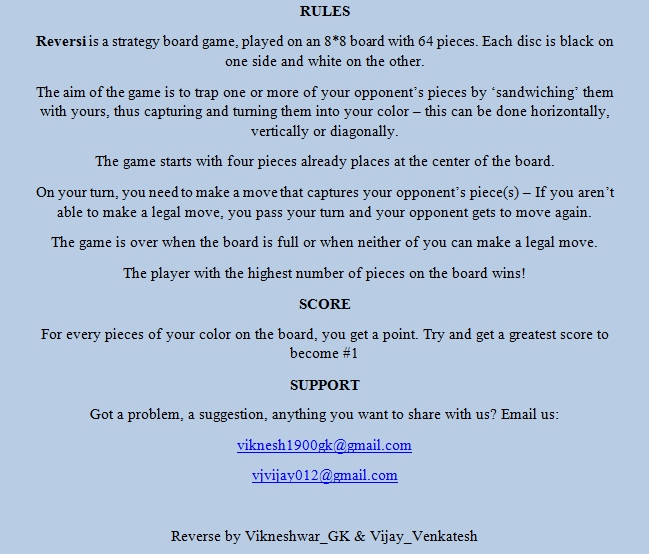 RULES
Reversi is a strategy board game, played on an 8*8 board with 64 pieces. Each disc is black on
one side and white on the other.
The aim of the game is to trap one or more of your opponent’s pieces by ‘sandwiching’ them
with yours, thus capturing and turning them into your color – this can be done horizontally,
vertically or diagonally.
The game starts with four pieces already places at the center of the board.
On your turn, you need to make a move that captures your opponent’s piece(s) – If you aren’t
able to make a legal move, you pass your turn and your opponent gets to move again.
The game is over when the board is full or when neither of you can make a legal move.
The player with the highest number of pieces on the board wins!
SCORE
For every pieces of your color on the board, you get a point. Try and get a greatest score to
become #1
SUPPORT
Got a problem, a suggestion, anything you want to share with us? Email us:
viknesh1900gk@gmail.com
vjvijay012@gmail.com
Reverse by Vikneshwar_GK & Vijay_Venkatesh